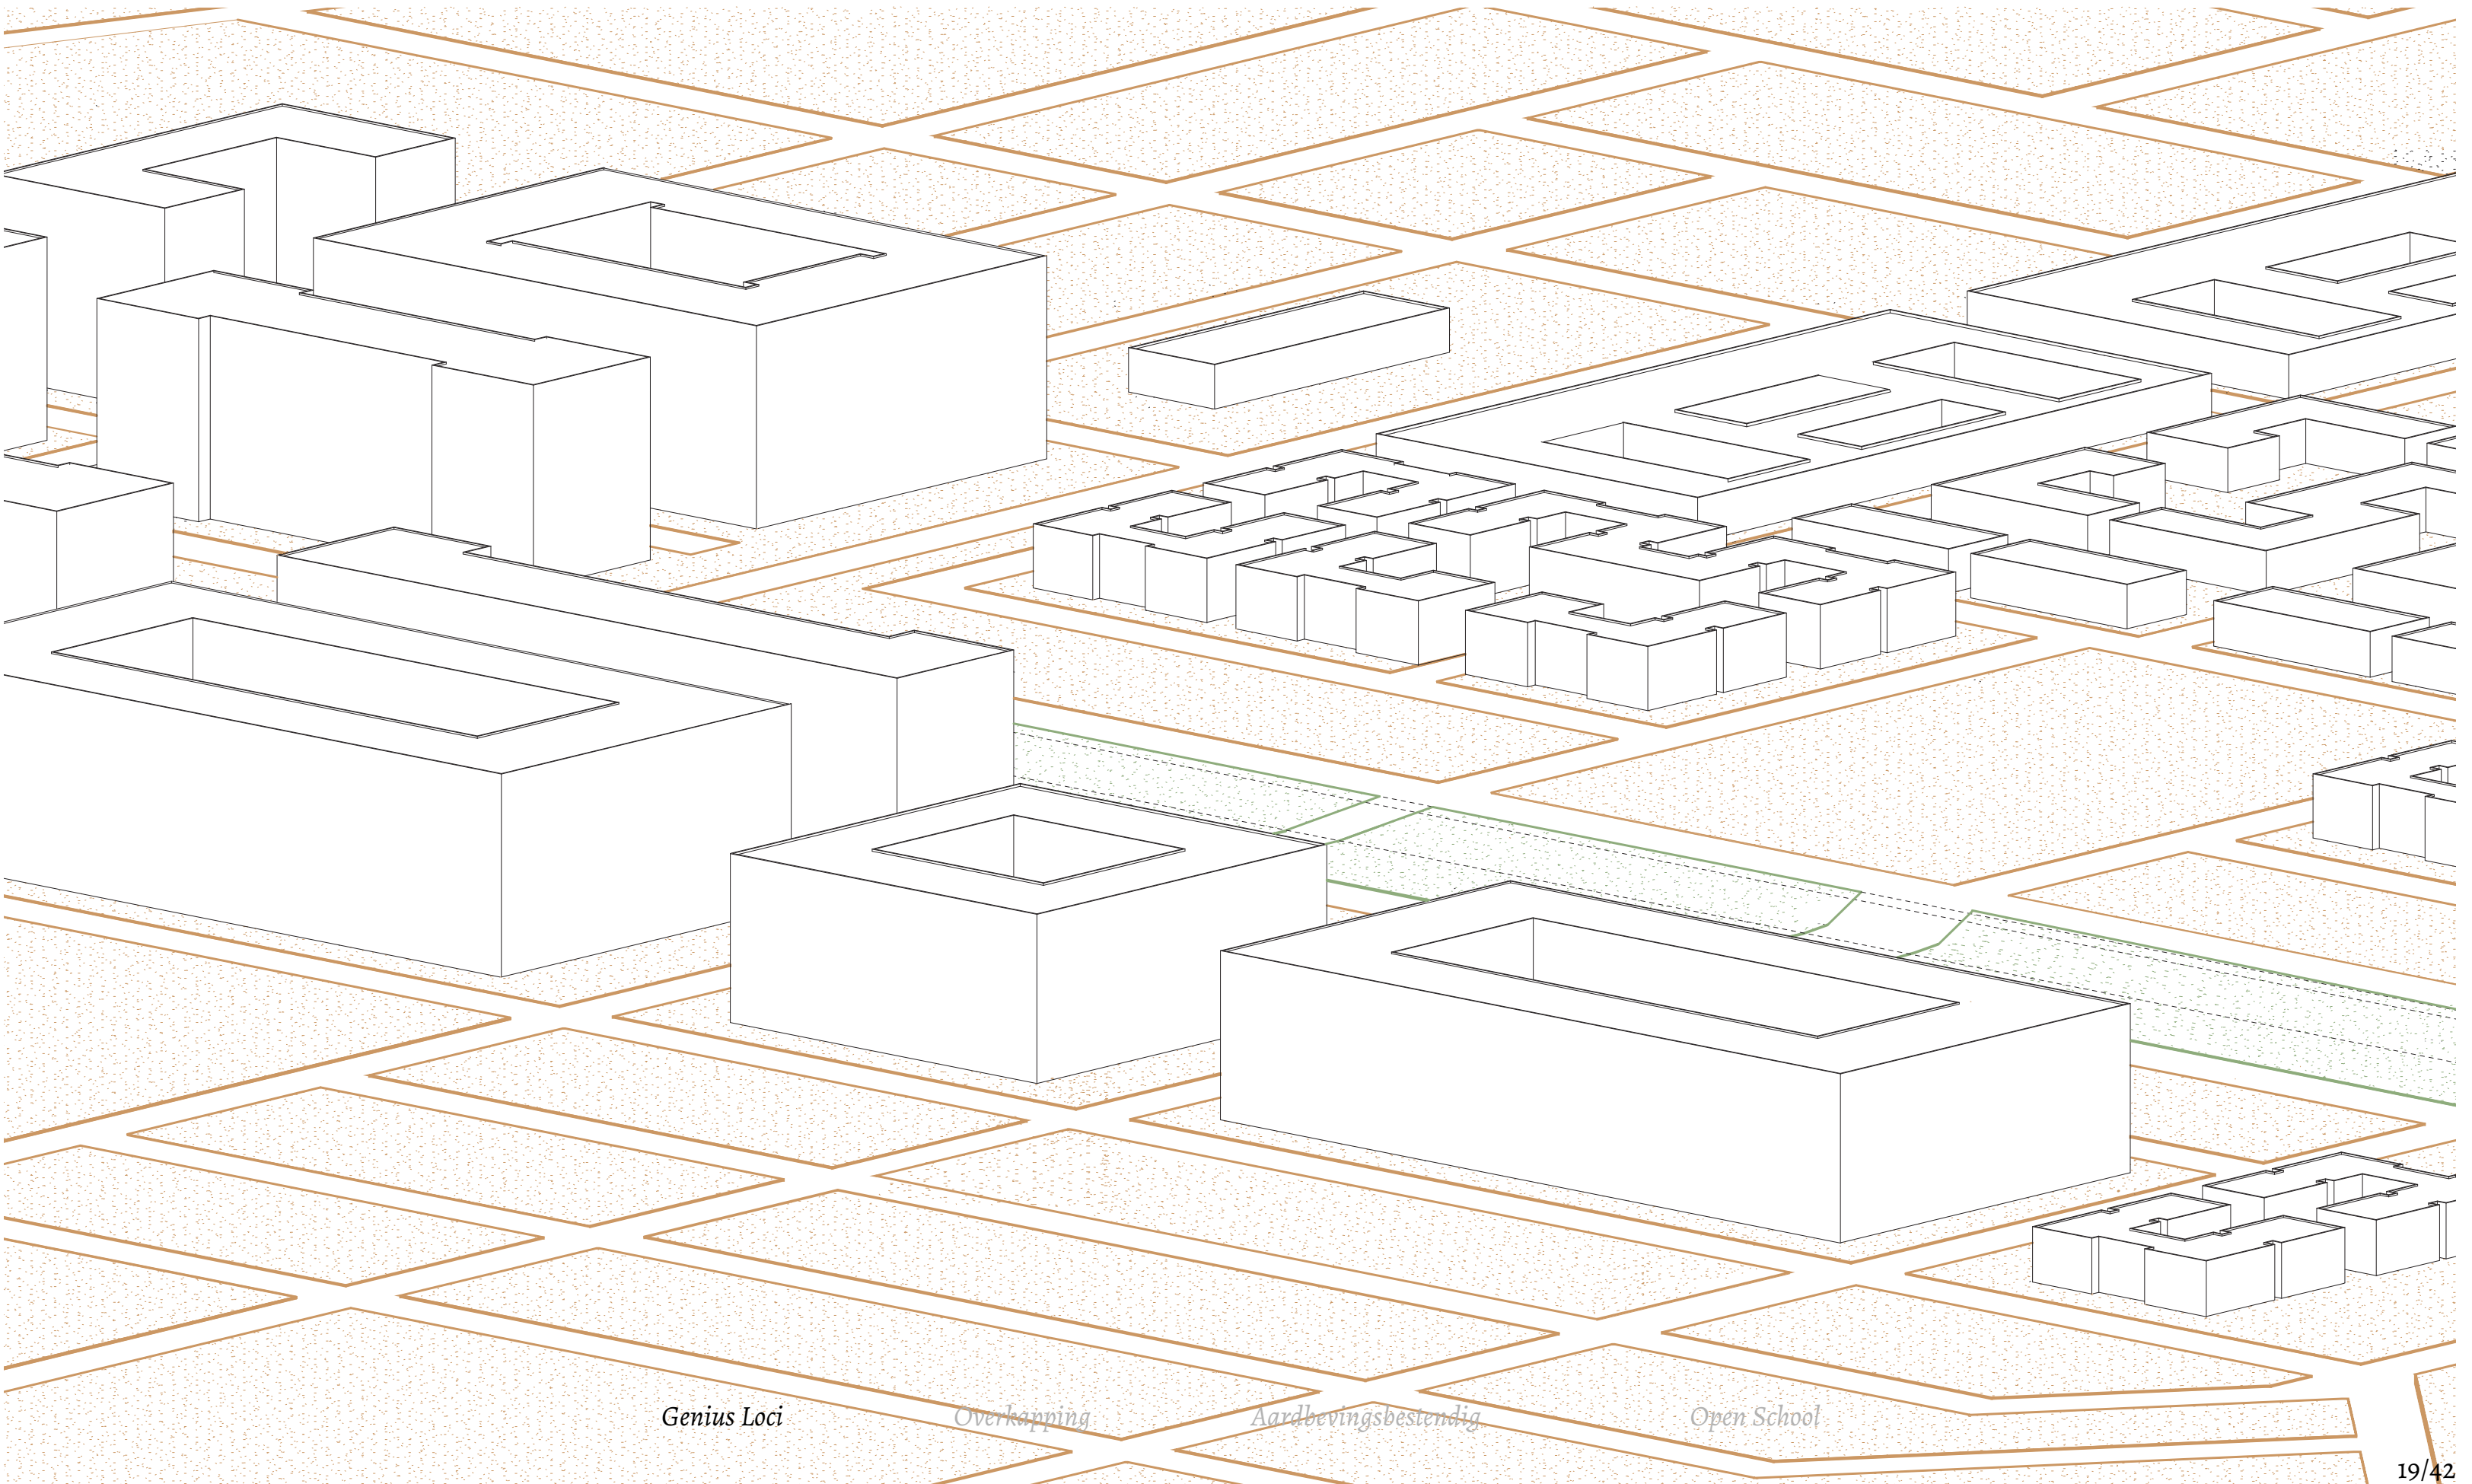 Genius Loci
Overkapping
Aardbevingsbestendig
Open School
19/42